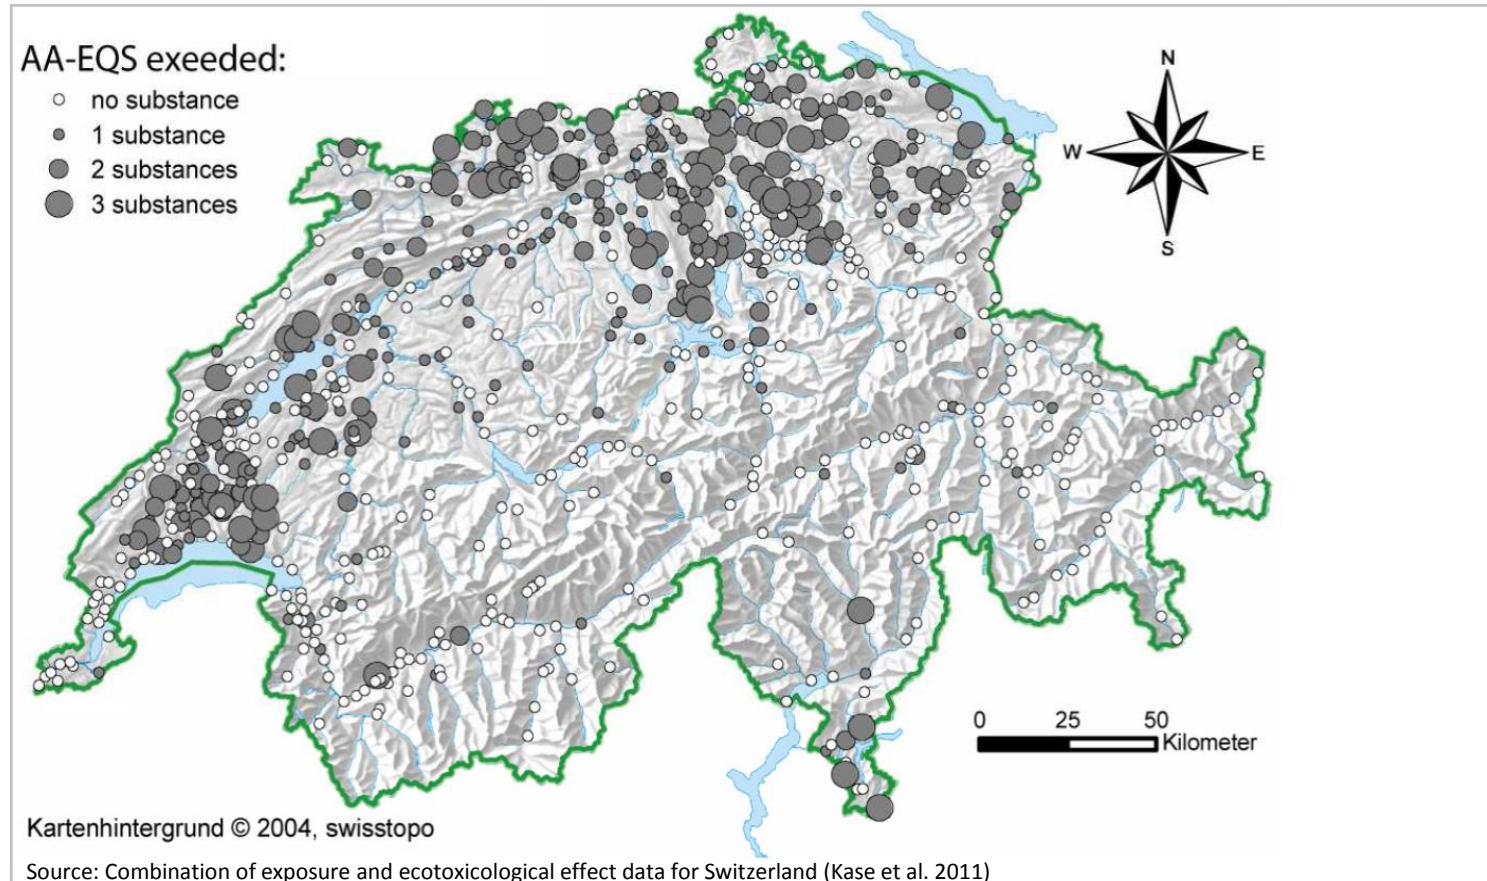 AA-EQS exeeded:
no substance
1 substance
2 substances
3 substances
N
W E
S
0 25 50
Kilometer
Kartenhintergrund © 2004, swisstopo
Source: Combination of exposure and ecotoxicological effect data for Switzerland (Kase et al. 2011)